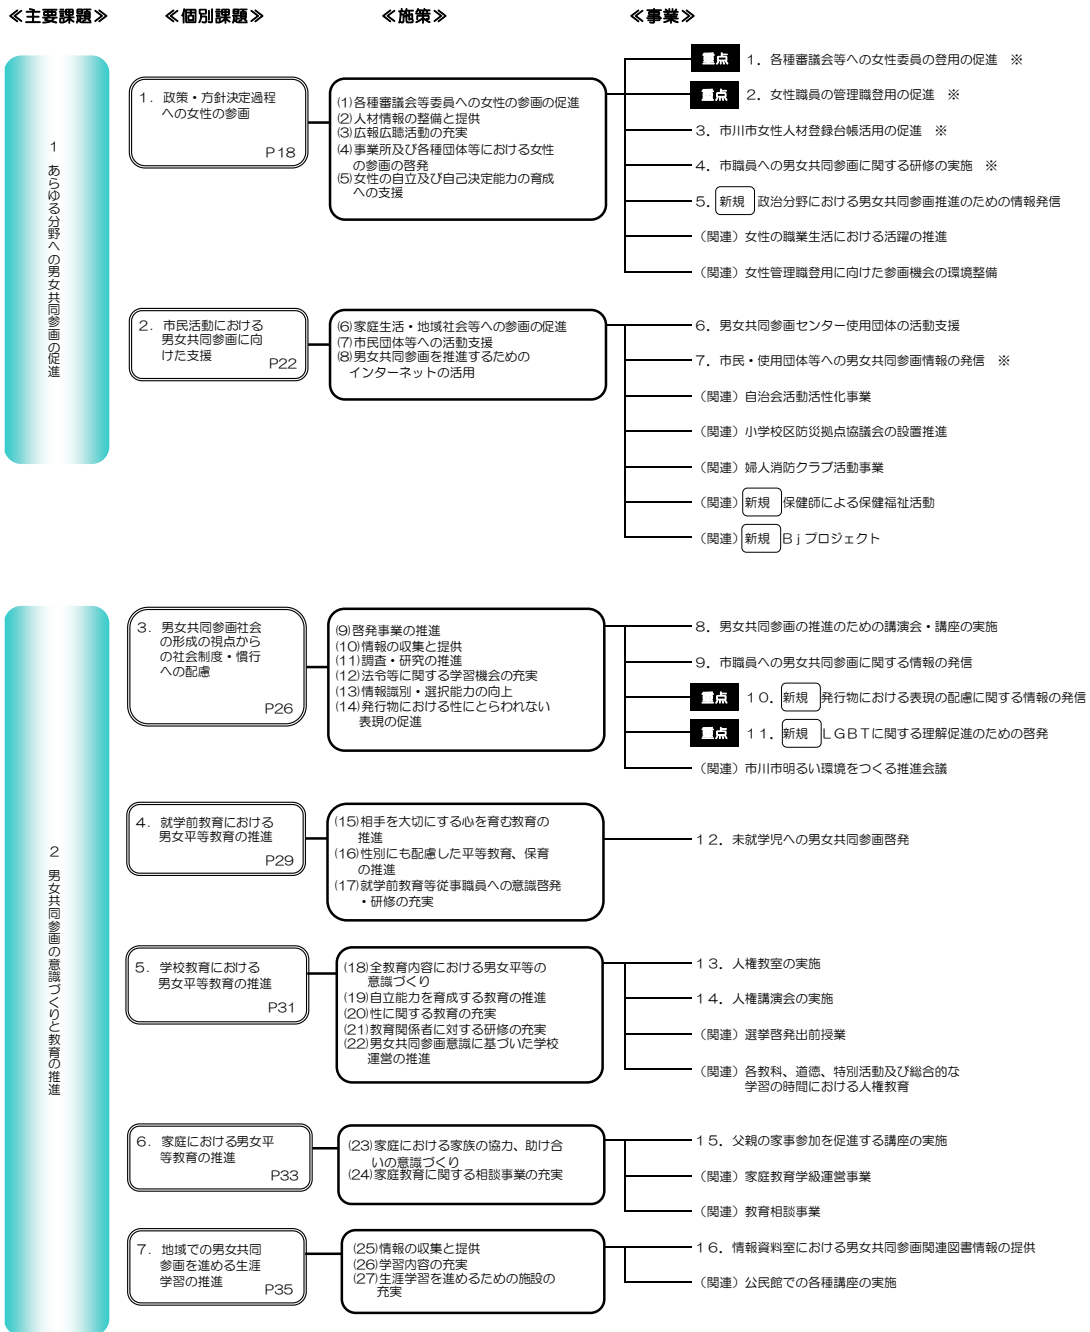 ≪主要課題≫ ≪個別課題≫ ≪施策≫ ≪事業≫
1 あらゆる分野への男女共同参画の促進
1．政策・方針決定過程
への女性の参画
P18
(1)各種審議会等委員への女性の参画の促進
(2)人材情報の整備と提供
(3)広報広聴活動の充実
(4)事業所及び各種団体等における女性
の参画の啓発
(5)女性の自立及び自己決定能力の育成
への支援
重点 1．各種審議会等への女性委員の登用の促進 ※
重点 2．女性職員の管理職登用の促進 ※
3．市川市女性人材登録台帳活用の促進 ※
4．市職員への男女共同参画に関する研修の実施 ※
5．新規 政治分野における男女共同参画推進のための情報発信
（関連）女性の職業生活における活躍の推進
（関連）女性管理職登用に向けた参画機会の環境整備
2．市民活動における
男女共同参画に向
けた支援
P22
(6)家庭生活・地域社会等への参画の促進
(7)市民団体等への活動支援
(8)男女共同参画を推進するための
インターネットの活用
6．男女共同参画センター使用団体の活動支援
7．市民・使用団体等への男女共同参画情報の発信 ※
（関連）自治会活動活性化事業
（関連）小学校区防災拠点協議会の設置推進
（関連）婦人消防クラブ活動事業
（関連）新規 保健師による保健福祉活動
（関連）新規 Ｂｊプロジェクト
2 男女共同参画の意識づくりと教育の推進
3．男女共同参画社会
の形成の視点から
の社会制度・慣行
への配慮
P26
(9)啓発事業の推進
(10)情報の収集と提供
(11)調査・研究の推進
(12)法令等に関する学習機会の充実
(13)情報識別・選択能力の向上
(14)発行物における性にとらわれない
表現の促進
8．男女共同参画の推進のための講演会・講座の実施
9．市職員への男女共同参画に関する情報の発信
重点 10．新規 発行物における表現の配慮に関する情報の発信
重点 11．新規 ＬＧＢＴに関する理解促進のための啓発
（関連）市川市明るい環境をつくる推進会議
4．就学前教育における
男女平等教育の推進
P29
(15)相手を大切にする心を育む教育の
推進
(16)性別にも配慮した平等教育、保育
の推進
(17)就学前教育等従事職員への意識啓発
・研修の充実
12．未就学児への男女共同参画啓発
5．学校教育における
男女平等教育の推進
P31
(18)全教育内容における男女平等の
意識づくり
(19)自立能力を育成する教育の推進
(20)性に関する教育の充実
(21)教育関係者に対する研修の充実
(22)男女共同参画意識に基づいた学校
運営の推進
13．人権教室の実施
14．人権講演会の実施
（関連）選挙啓発出前授業
（関連）各教科、道徳、特別活動及び総合的な
学習の時間における人権教育
6．家庭における男女平
等教育の推進
P33
(23)家庭における家族の協力、助け合
いの意識づくり
(24)家庭教育に関する相談事業の充実
15．父親の家事参加を促進する講座の実施
（関連）家庭教育学級運営事業
（関連）教育相談事業
7．地域での男女共同
参画を進める生涯
学習の推進
P35
(25)情報の収集と提供
(26)学習内容の充実
(27)生涯学習を進めるための施設の
充実
16．情報資料室における男女共同参画関連図書情報の提供
（関連）公民館での各種講座の実施